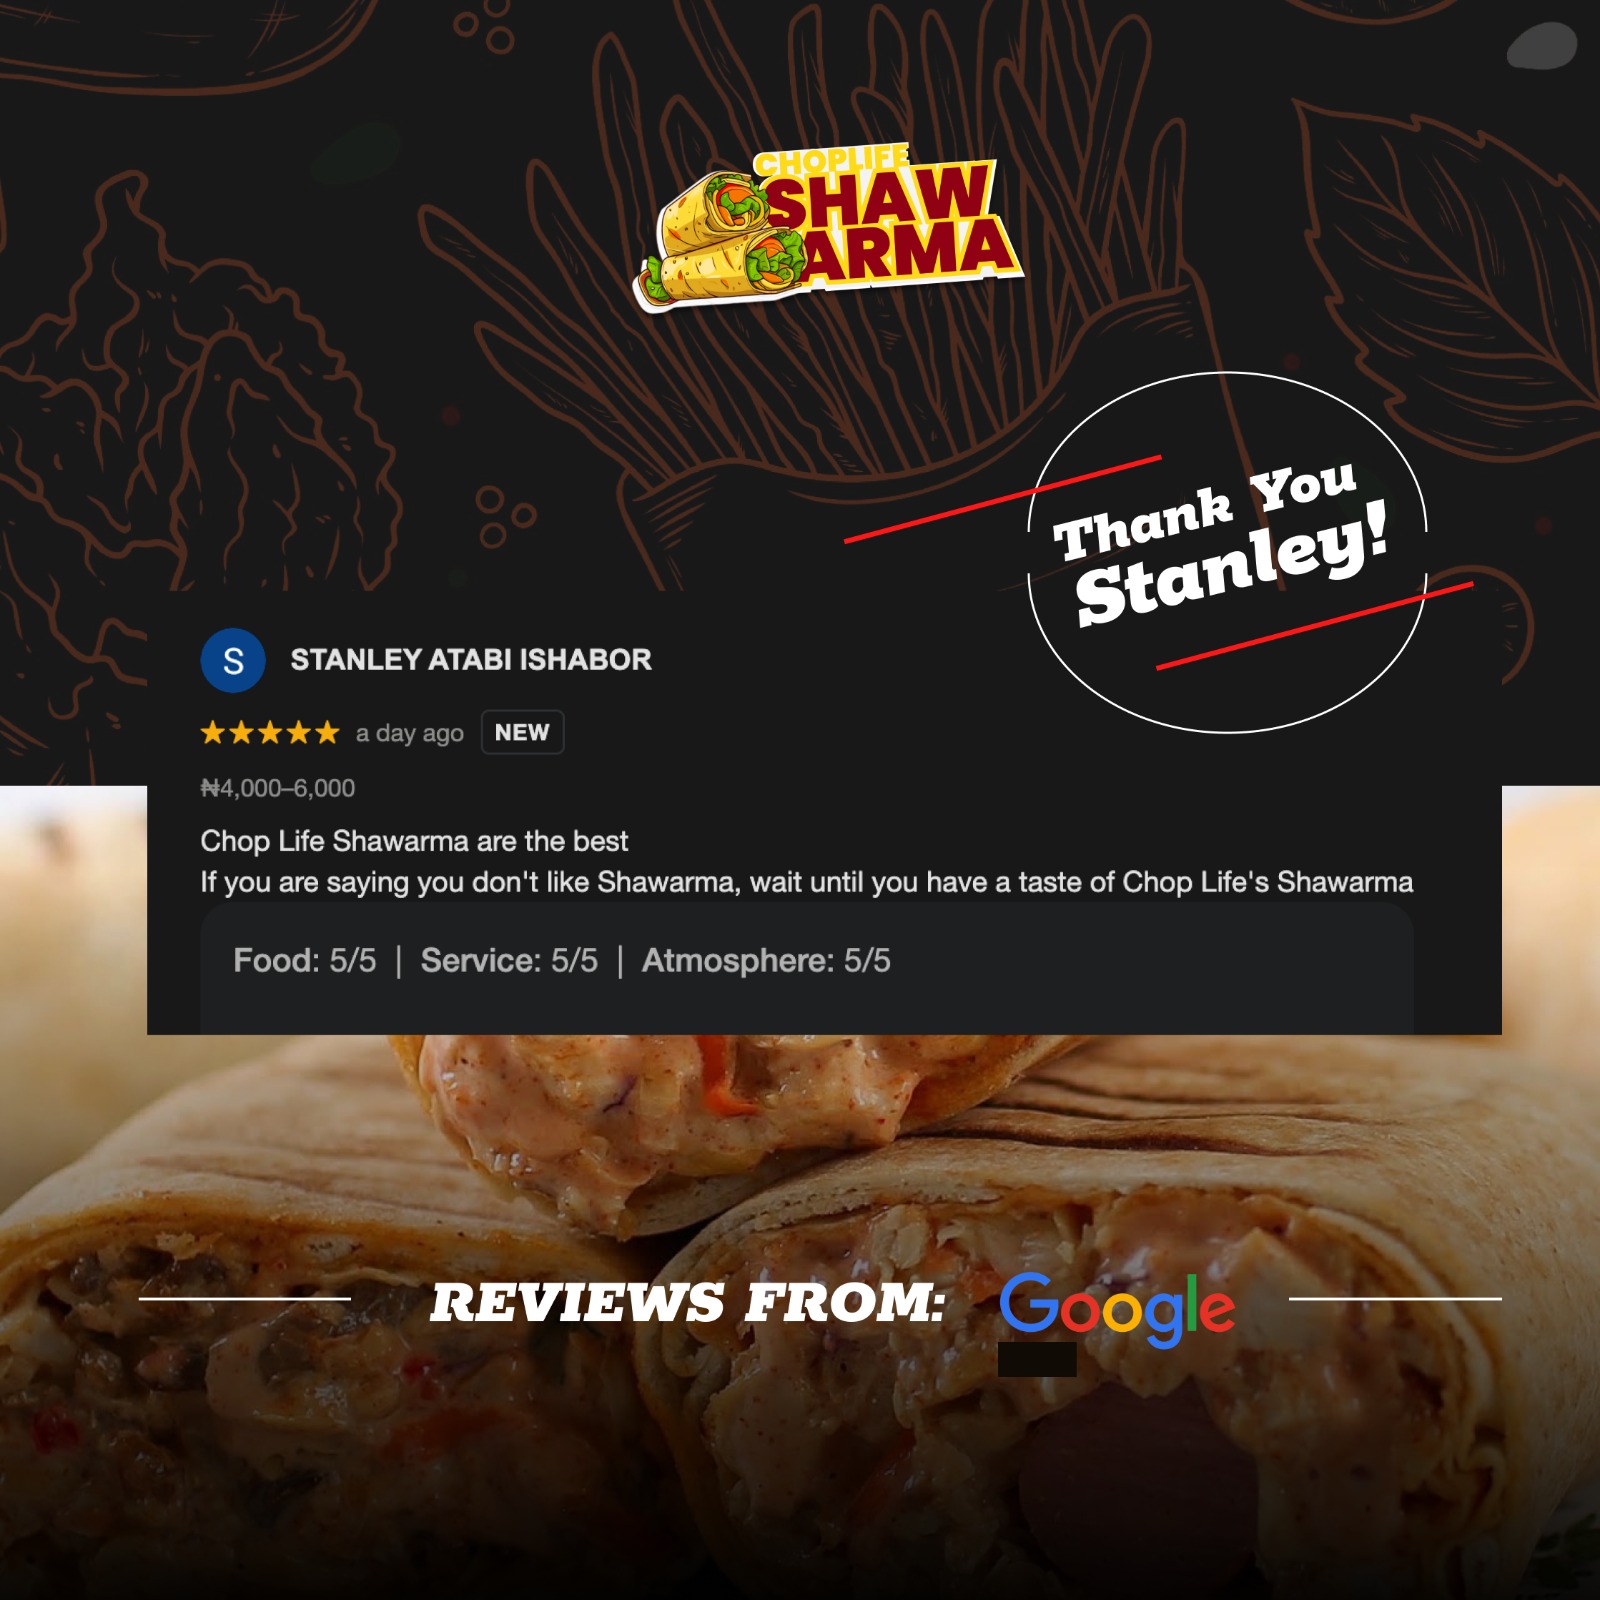 CHOPLIFE
SHAW
ARMA
Thank You
Stanley!
S
STANLEY ATABI ISHABOR
a day ago NEW
₦4,000–6,000
Chop Life Shawarma are the best
If you are saying you don't like Shawarma, wait until you have a taste of Chop Life's Shawarma
Food: 5/5 | Service: 5/5 | Atmosphere: 5/5
REVIEWS FROM: Google